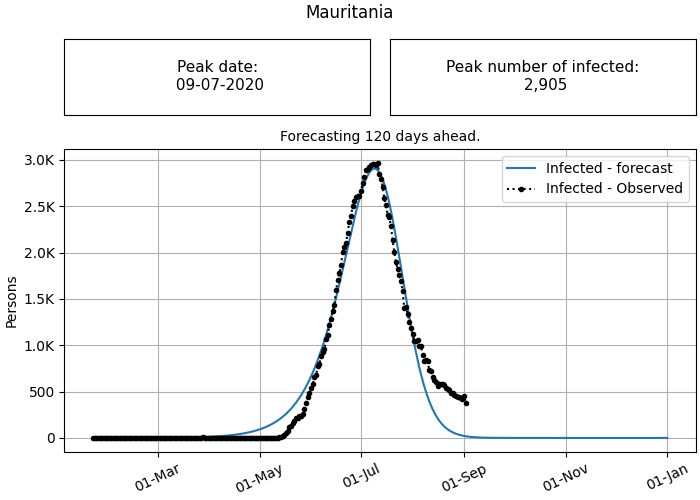 Mauritania
Peak date:
09-07-2020
Peak number of infected:
2,905
Forecasting 120 days ahead.
3.0K
2.5K
2.0K
1.5K
1.0K
500
0
Persons
Infected - forecast
Infected - Observed
01-Mar
01-May
01-Jul
01-Sep
01-Nov
01-Jan